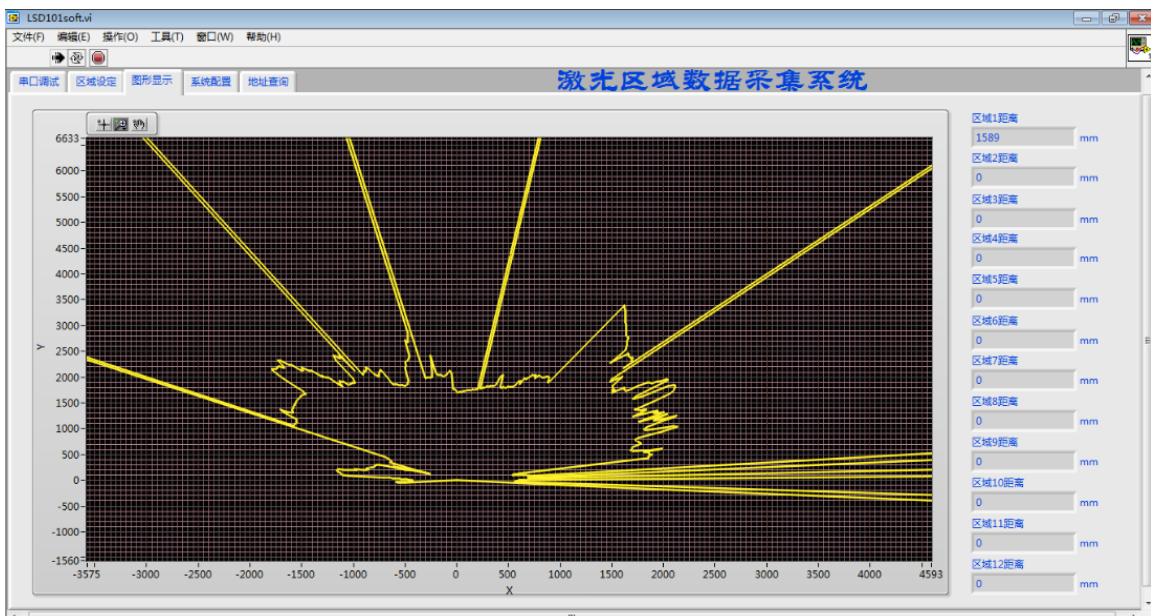 LSD101soft.vi
文件(F) 编辑(E) 操作(O) 工具(T) 窗口(W) 帮助(H)
串口调试 区域设定 图形显示 系统配置 地址查询
激光区域数据采集系统
6633
6000
5500
5000
4500
4000
3500
3000
2500
2000
1500
1000
500
0
-500
-1000
-1560
Y
-3575 -3000 -2500 -2000 -1500 -1000 -500 0 500 1000 1500 2000 2500 3000 3500 4000 4593
X
区域1距离
1589 mm
区域2距离
0 mm
区域3距离
0 mm
区域4距离
0 mm
区域5距离
0 mm
区域6距离
0 mm
区域7距离
0 mm
区域8距离
0 mm
区域9距离
0 mm
区域10距离
0 mm
区域11距离
0 mm
区域12距离
0 mm